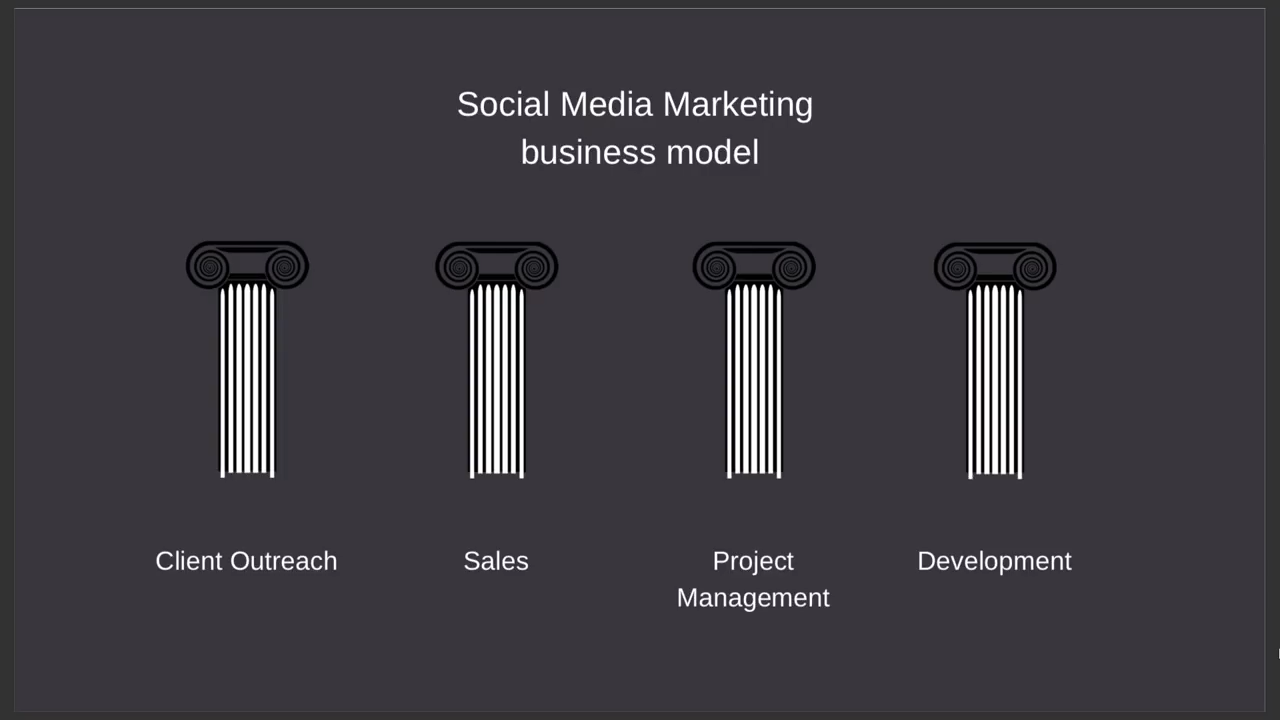 Social Media Marketing
business model
Client Outreach
Sales
Project
Management
Development